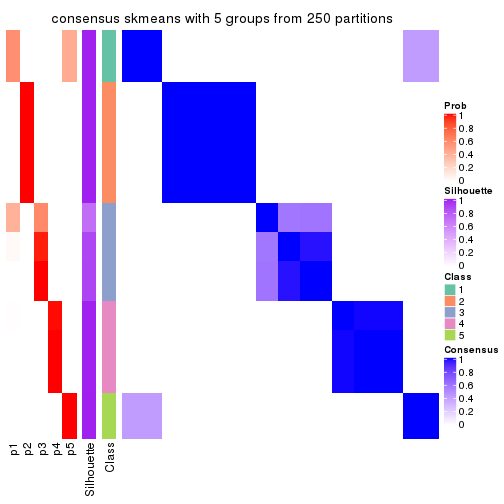 consensus skmeans with 5 groups from 250 partitions
Prob
1
0.8
0.6
0.4
0.2
0
Silhouette
1
0.8
0.6
0.4
0.2
0
Class
1
2
3
4
5
Consensus
1
0.8
0.6
0.4
0.2
0
p1
p2
p3
p4
p5
Silhouette
Class